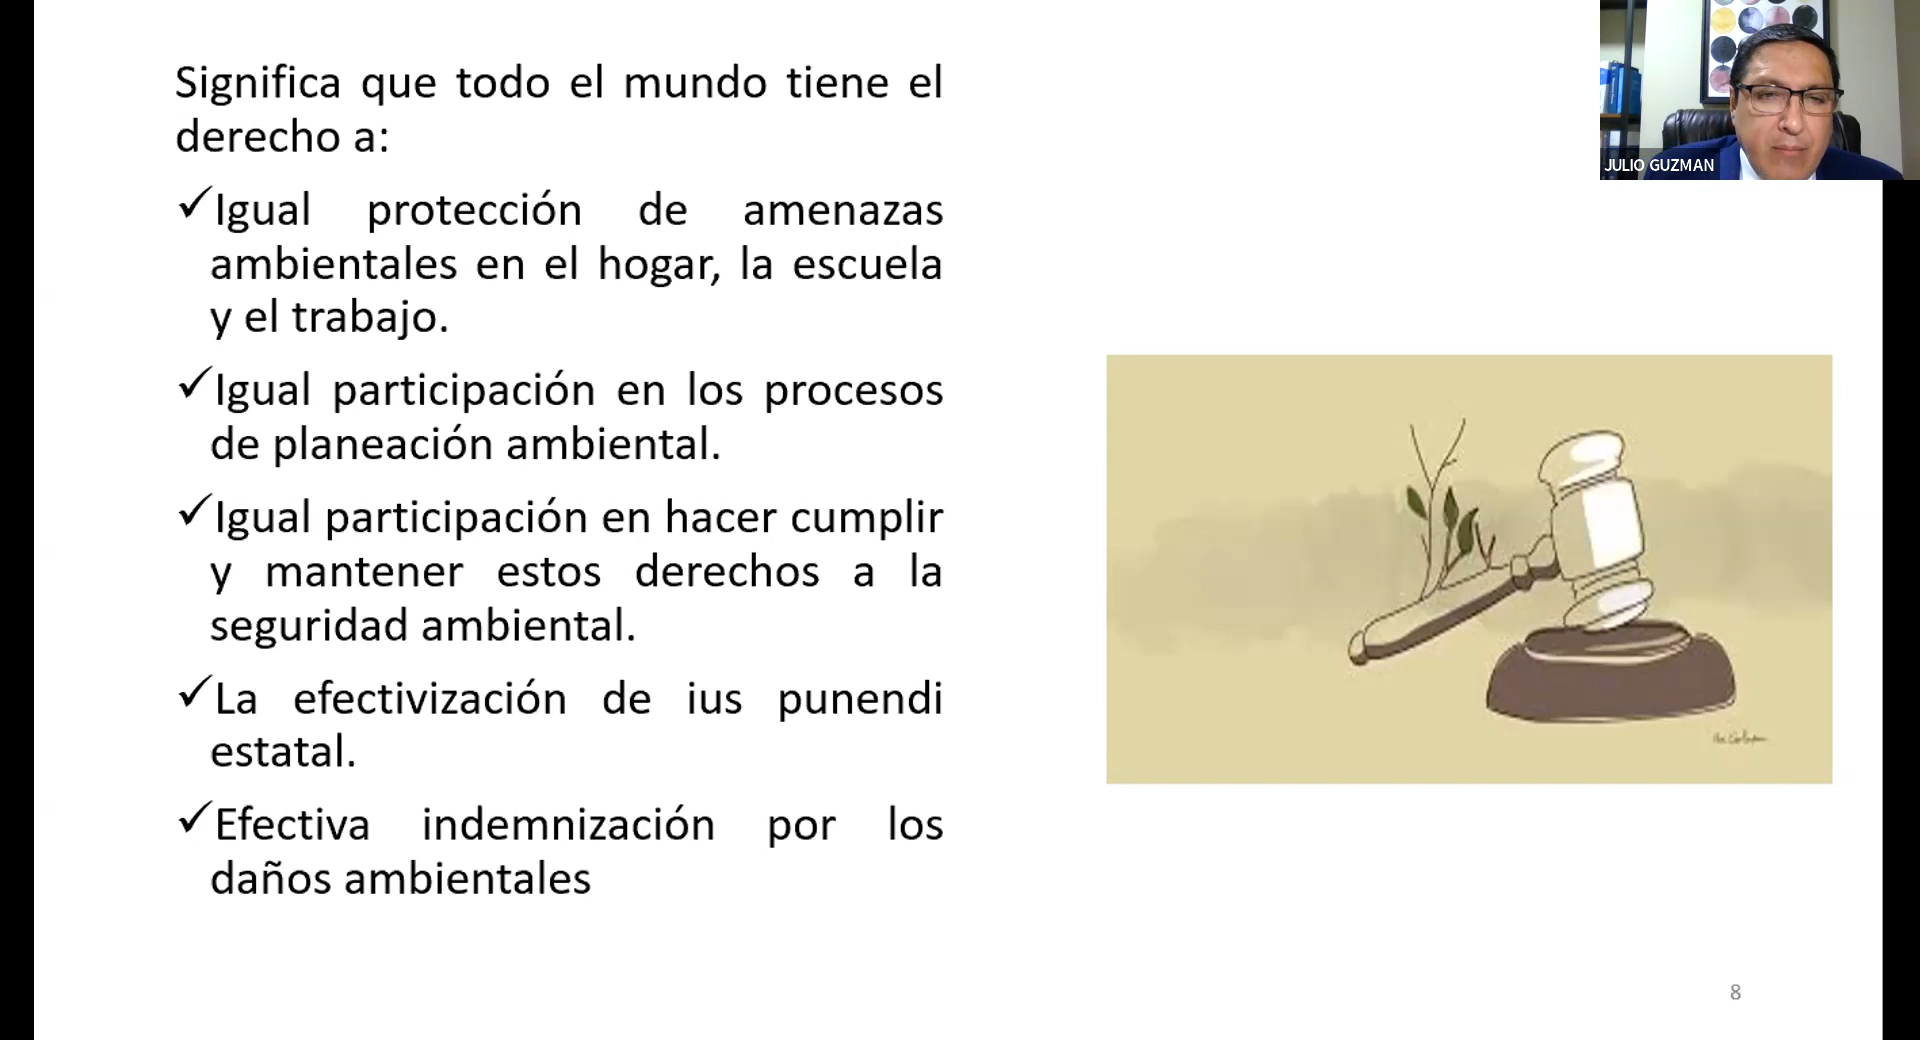 Significa que todo el mundo tiene el
derecho a:
✓Igual protección de amenazas
ambientales en el hogar, la escuela
y el trabajo.
✓Igual participación en los procesos
de planeación ambiental.
✓Igual participación en hacer cumplir
y mantener estos derechos a la
seguridad ambiental.
✓La efectivización de ius punendi
estatal.
✓Efectiva indemnización por los
daños ambientales
JULIO GUZMAN
8